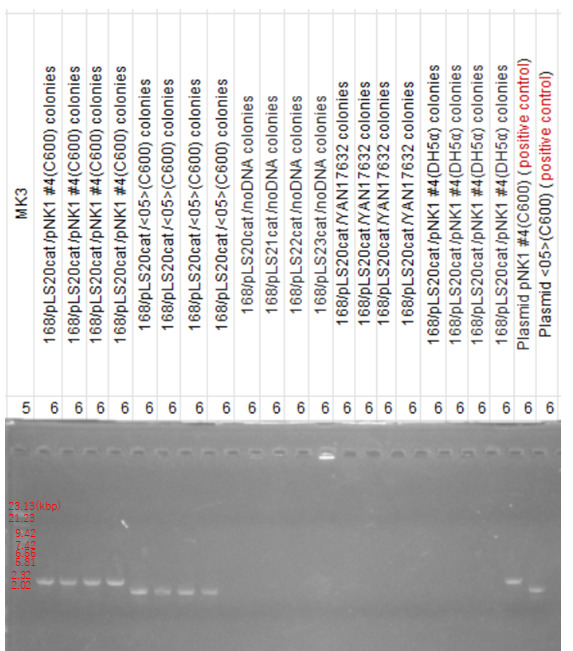 MK3
168/pLS20cat/pNK1 #4(C600) colonies
168/pLS20cat/pNK1 #4(C600) colonies
168/pLS20cat/pNK1 #4(C600) colonies
168/pLS20cat/pNK1 #4(C600) colonies
168/pLS20cat/<05>(C600) colonies
168/pLS20cat/<05>(C600) colonies
168/pLS20cat/<05>(C600) colonies
168/pLS20cat/<05>(C600) colonies
168/pLS20cat/noDNA colonies
168/pLS21cat/noDNA colonies
168/pLS22cat/noDNA colonies
168/pLS23cat/noDNA colonies
168/pLS20cat/YAN17632 colonies
168/pLS20cat/YAN17632 colonies
168/pLS20cat/YAN17632 colonies
168/pLS20cat/YAN17632 colonies
168/pLS20cat/pNK1 #4(DH5α) colonies
168/pLS20cat/pNK1 #4(DH5α) colonies
168/pLS20cat/pNK1 #4(DH5α) colonies
168/pLS20cat/pNK1 #4(DH5α) colonies
Plasmid pNK1 #4(C600) (positive control)
Plasmid <05>(C600) (positive control)
5 6 6 6 6 6 6 6 6 6 6 6 6 6 6 6 6 6 6 6 6 6 6
23.13(kbp)
21.23
9.42
7.42
6.56
5.81
2.32
2.02